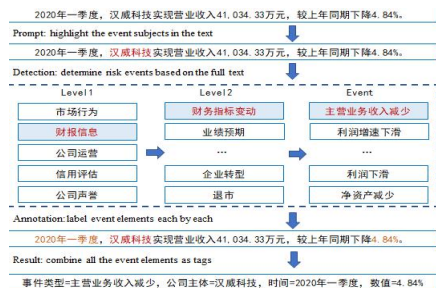 2020年一季度，汉威科技实现营业收入41,034.33万元，较上年同期下降4.84%。
Prompt: highlight the event subjects in the text
2020年一季度，汉威科技实现营业收入41,034.33万元，较上年同期下降4.84%。
Detection: determine risk events based on the full text
Level1 Level2 Event
市场行为 财务指标变动 主营业务收入减少
财报信息 业绩预期 利润增速下滑
公司运营 … …
信用评估 企业转型 利润下滑
公司声誉 退市 净资产减少
Annotation: label event elements each by each
2020年一季度，汉威科技实现营业收入41,034.33万元，较上年同期下降4.84%。
Result: combine all the event elements as tags
事件类型=主营业务收入减少，公司主体=汉威科技，时间=2020年一季度，数值=4.84%